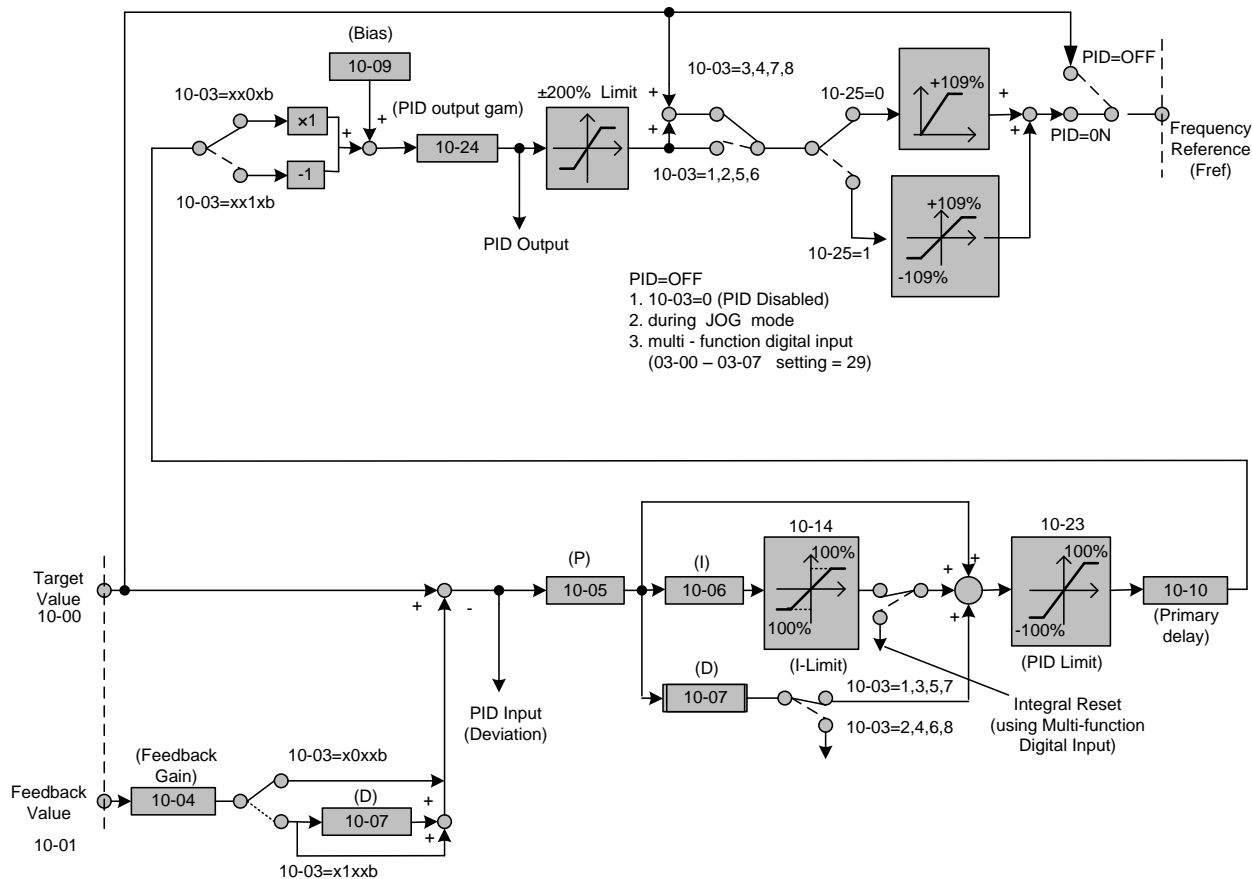 (Bias)
10-09
10-03=xx0xb
×1
-1
10-03=xx1xb
+
+
(PID output gam)
10-24
PID Output
±200% Limit
+
+
10-03=3,4,7,8
10-03=1,2,5,6
10-25=0
+109%
10-25=1
+109%
-109%
+
+
PID=OFF
PID=0N
Frequency
Reference
(Fref)
PID=OFF
1. 10-03=0 (PID Disabled)
2. during JOG mode
3. multi - function digital input
(03-00 – 03-07 setting = 29)
Target
Value
10-00
+
-
PID Input
(Deviation)
(P)
10-05
(I)
10-06
10-14
100%
100%
(I-Limit)
(D)
10-07
10-03=1,3,5,7
10-03=2,4,6,8
+
+
+
Integral Reset
(using Multi-function
Digital Input)
10-23
100%
-100%
(PID Limit)
10-10
(Primary
delay)
Feedback
Value
10-01
(Feedback
Gain)
10-04
10-03=x0xxb
(D)
10-07
+
+
10-03=x1xxb